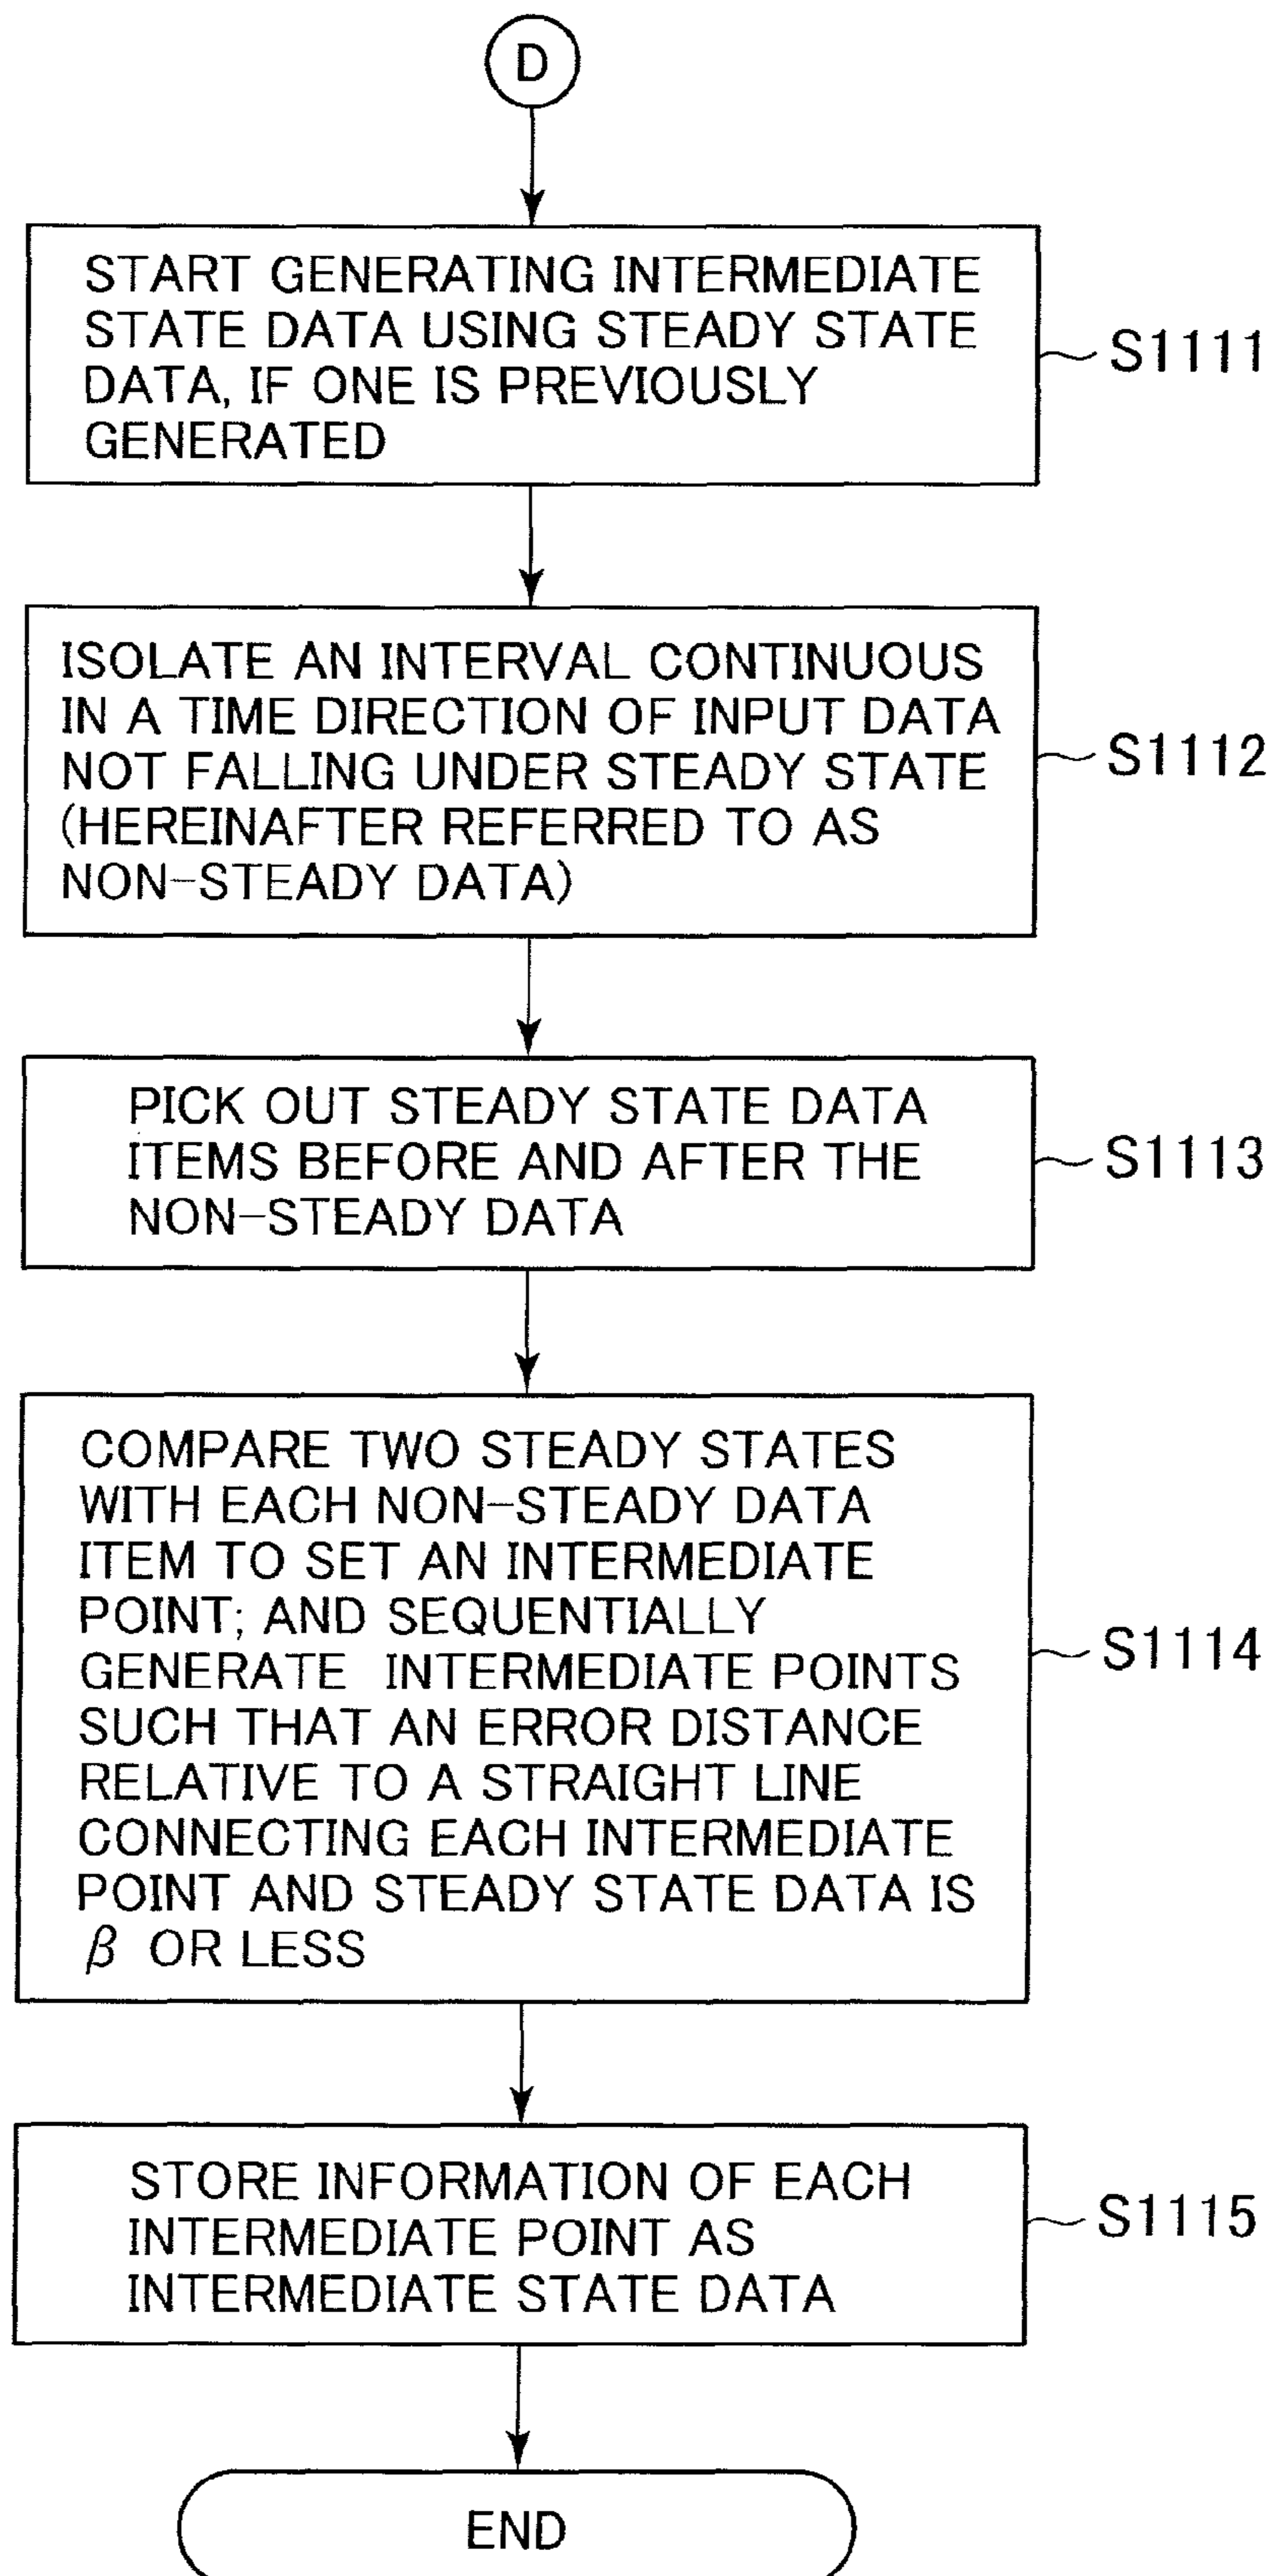 D
START GENERATING INTERMEDIATE
STATE DATA USING STEADY STATE
DATA, IF ONE IS PREVIOUSLY
GENERATED
S1111
ISOLATE AN INTERVAL CONTINUOUS
IN A TIME DIRECTION OF INPUT DATA
NOT FALLING UNDER STEADY STATE
(HEREINAFTER REFERRED TO AS
NON-STEADY DATA)
S1112
PICK OUT STEADY STATE DATA
ITEMS BEFORE AND AFTER THE
NON-STEADY DATA
S1113
COMPARE TWO STEADY STATES
WITH EACH NON-STEADY DATA
ITEM TO SET AN INTERMEDIATE
POINT; AND SEQUENTIALLY
GENERATE INTERMEDIATE POINTS
SUCH THAT AN ERROR DISTANCE
RELATIVE TO A STRAIGHT LINE
CONNECTING EACH INTERMEDIATE
POINT AND STEADY STATE DATA IS
β OR LESS
S1114
STORE INFORMATION OF EACH
INTERMEDIATE POINT AS
INTERMEDIATE STATE DATA
S1115
END